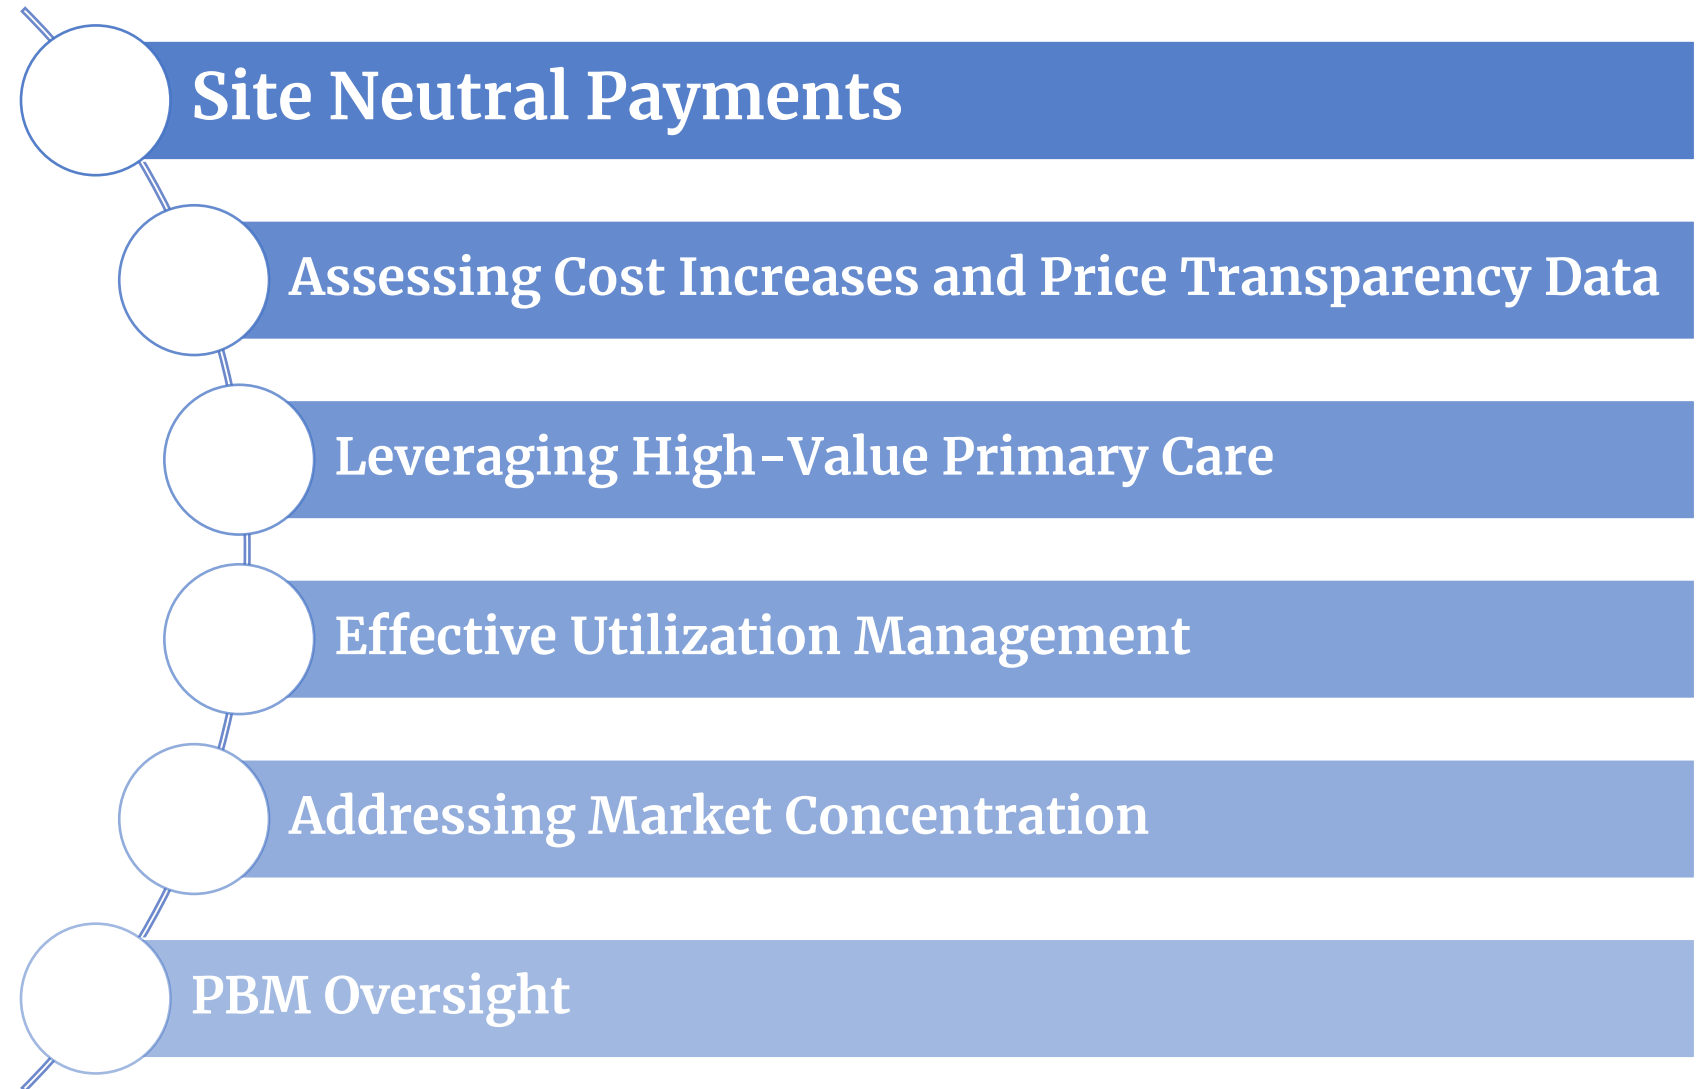 Site Neutral Payments
Assessing Cost Increases and Price Transparency Data
Leveraging High-Value Primary Care
Effective Utilization Management
Addressing Market Concentration
PBM Oversight